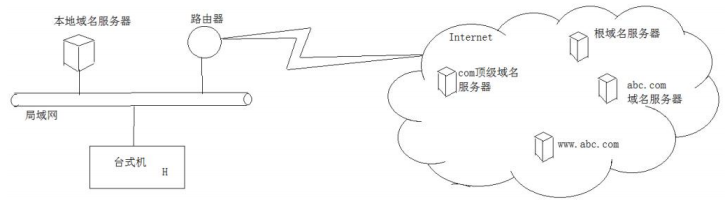 本地域名服务器
路由器
Internet
根域名服务器
com顶级域名
服务器
abc.com
域名服务器
局域网
www.abc.com
台式机
H